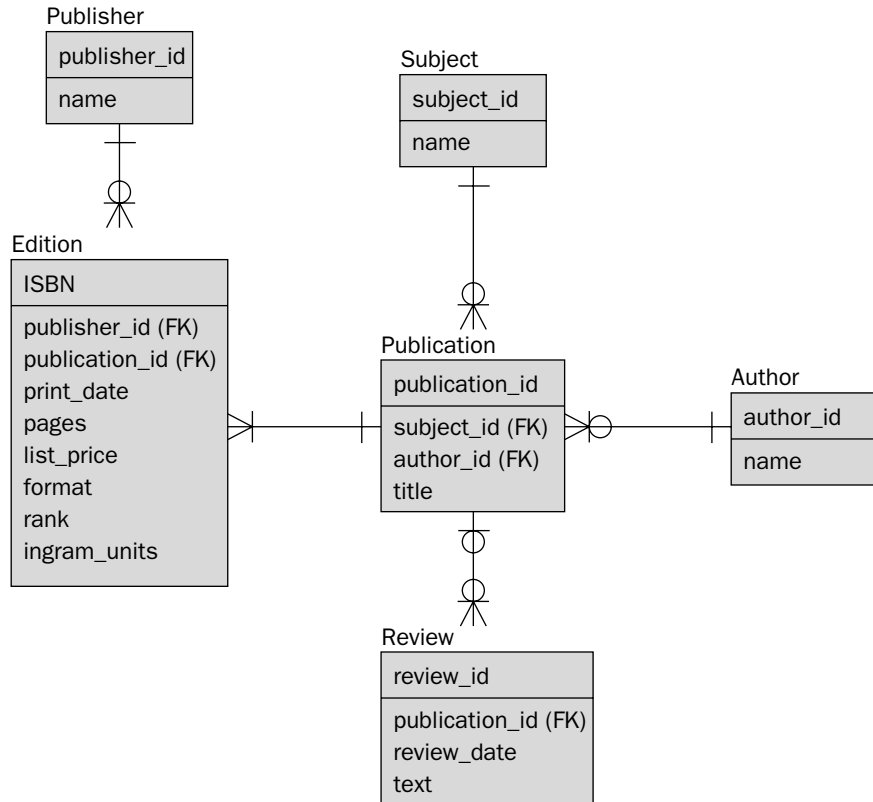 Publisher
publisher_id
name
Subject
subject_id
name
Edition
ISBN
publisher_id (FK)
publication_id (FK)
print_date
pages
list_price
format
rank
ingram_units
Publication
publication_id
subject_id (FK)
author_id (FK)
title
Author
author_id
name
Review
review_id
publication_id (FK)
review_date
text